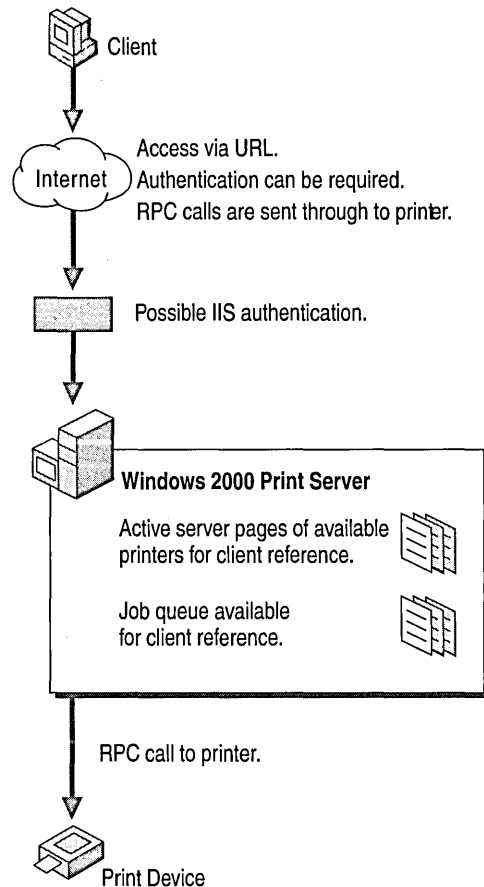 Client
Internet
Access via URL.
Authentication can be required.
RPC calls are sent through to printer.
Possible IIS authentication.
Windows 2000 Print Server
Active server pages of available
printers for client reference.
Job queue available
for client reference.
RPC call to printer.
Print Device